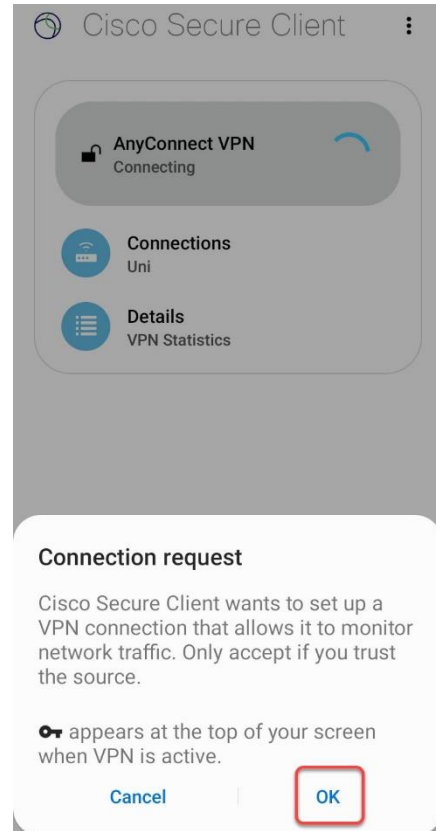 Cisco Secure Client
AnyConnect VPN
Connecting
Connections
Uni
Details
VPN Statistics
Connection request
Cisco Secure Client wants to set up a
VPN connection that allows it to monitor
network traffic. Only accept if you trust
the source.
appears at the top of your screen
when VPN is active.
Cancel
OK